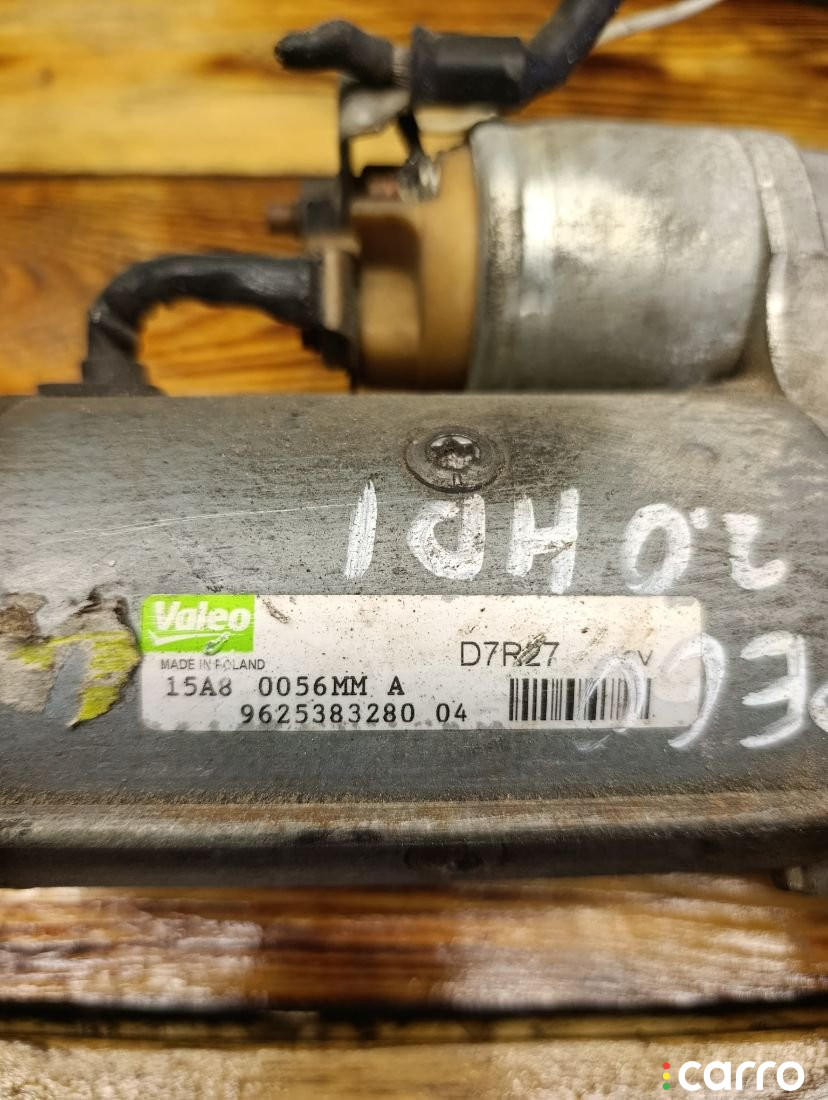 2.0 HDI
Valeo
MADE IN POLAND
D7R27
15A8 0056MM A
9625383280 04
carro